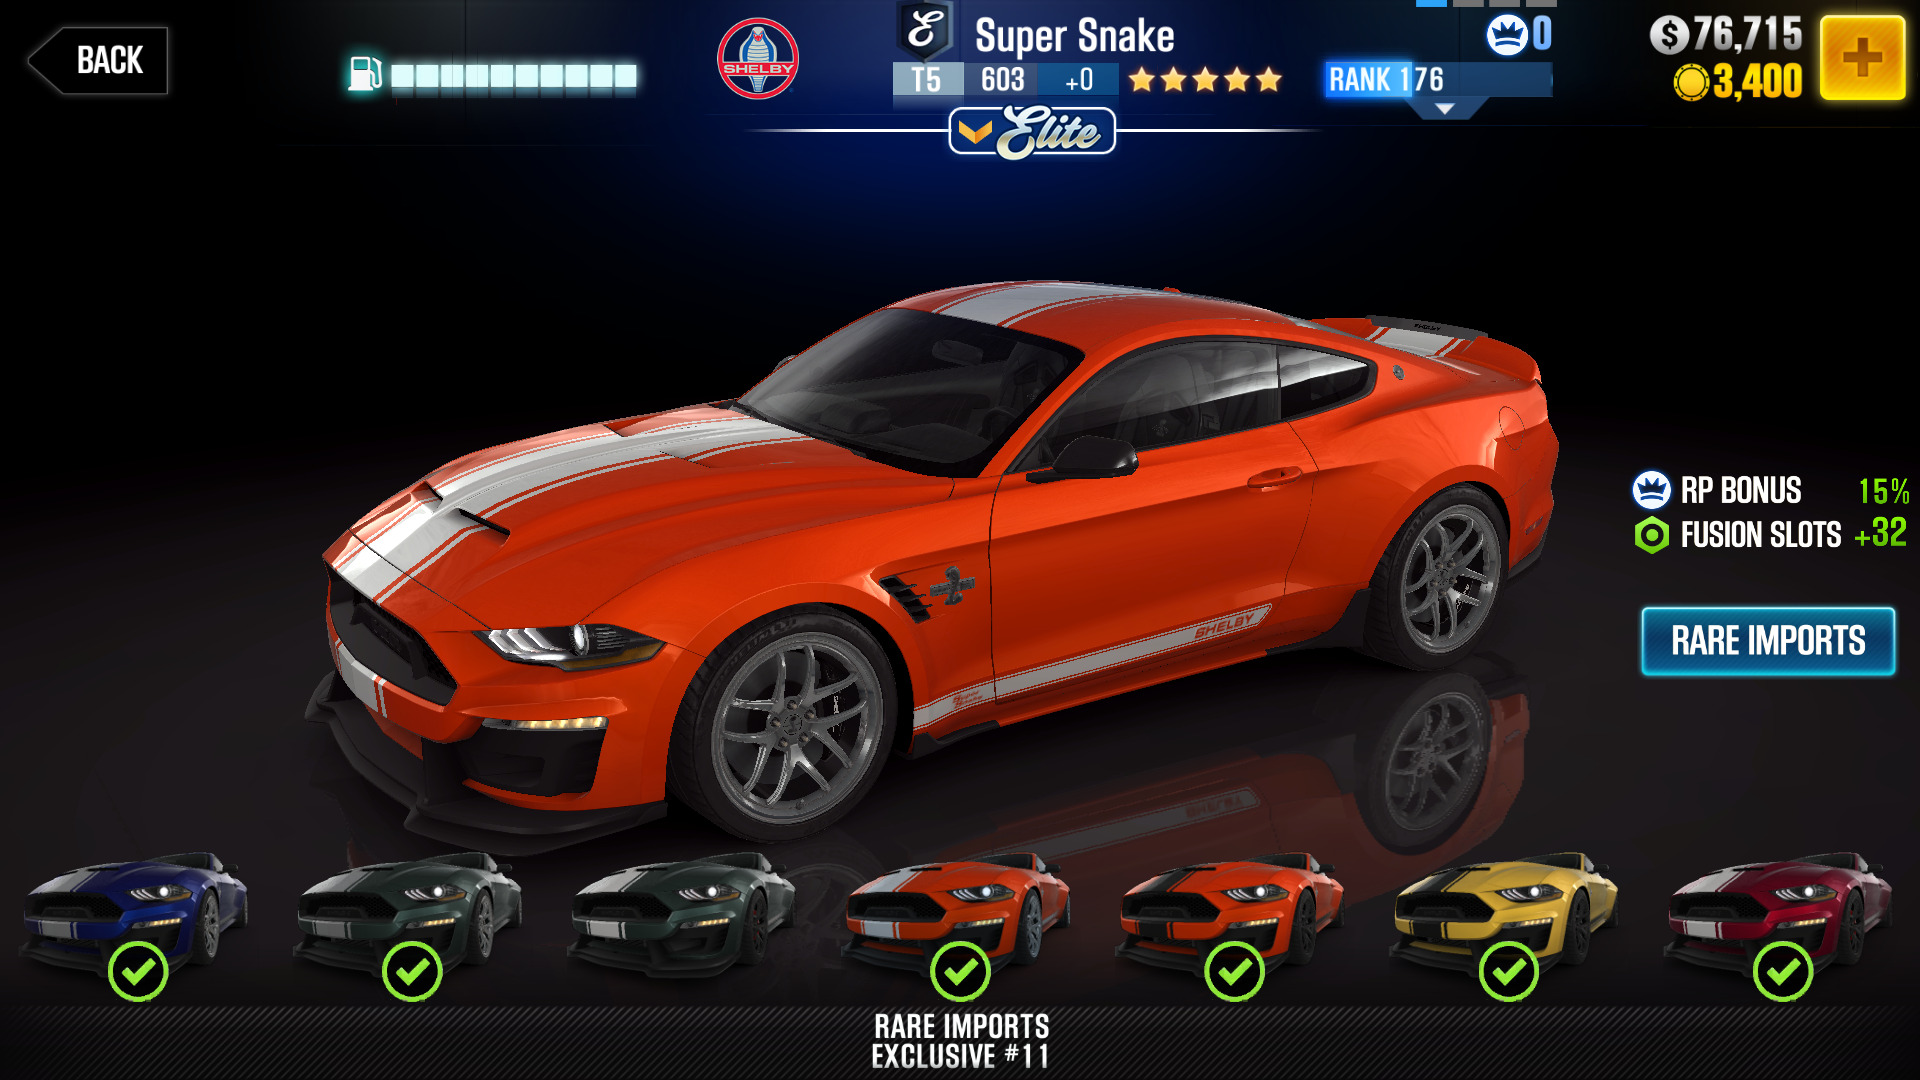 BACK
SHELBY
Super Snake
T5 603 +0
Elite
RANK 176
0
76,715
3,400
RP BONUS 15%
FUSION SLOTS +32
RARE IMPORTS
SHELBY
RARE IMPORTS
EXCLUSIVE #11